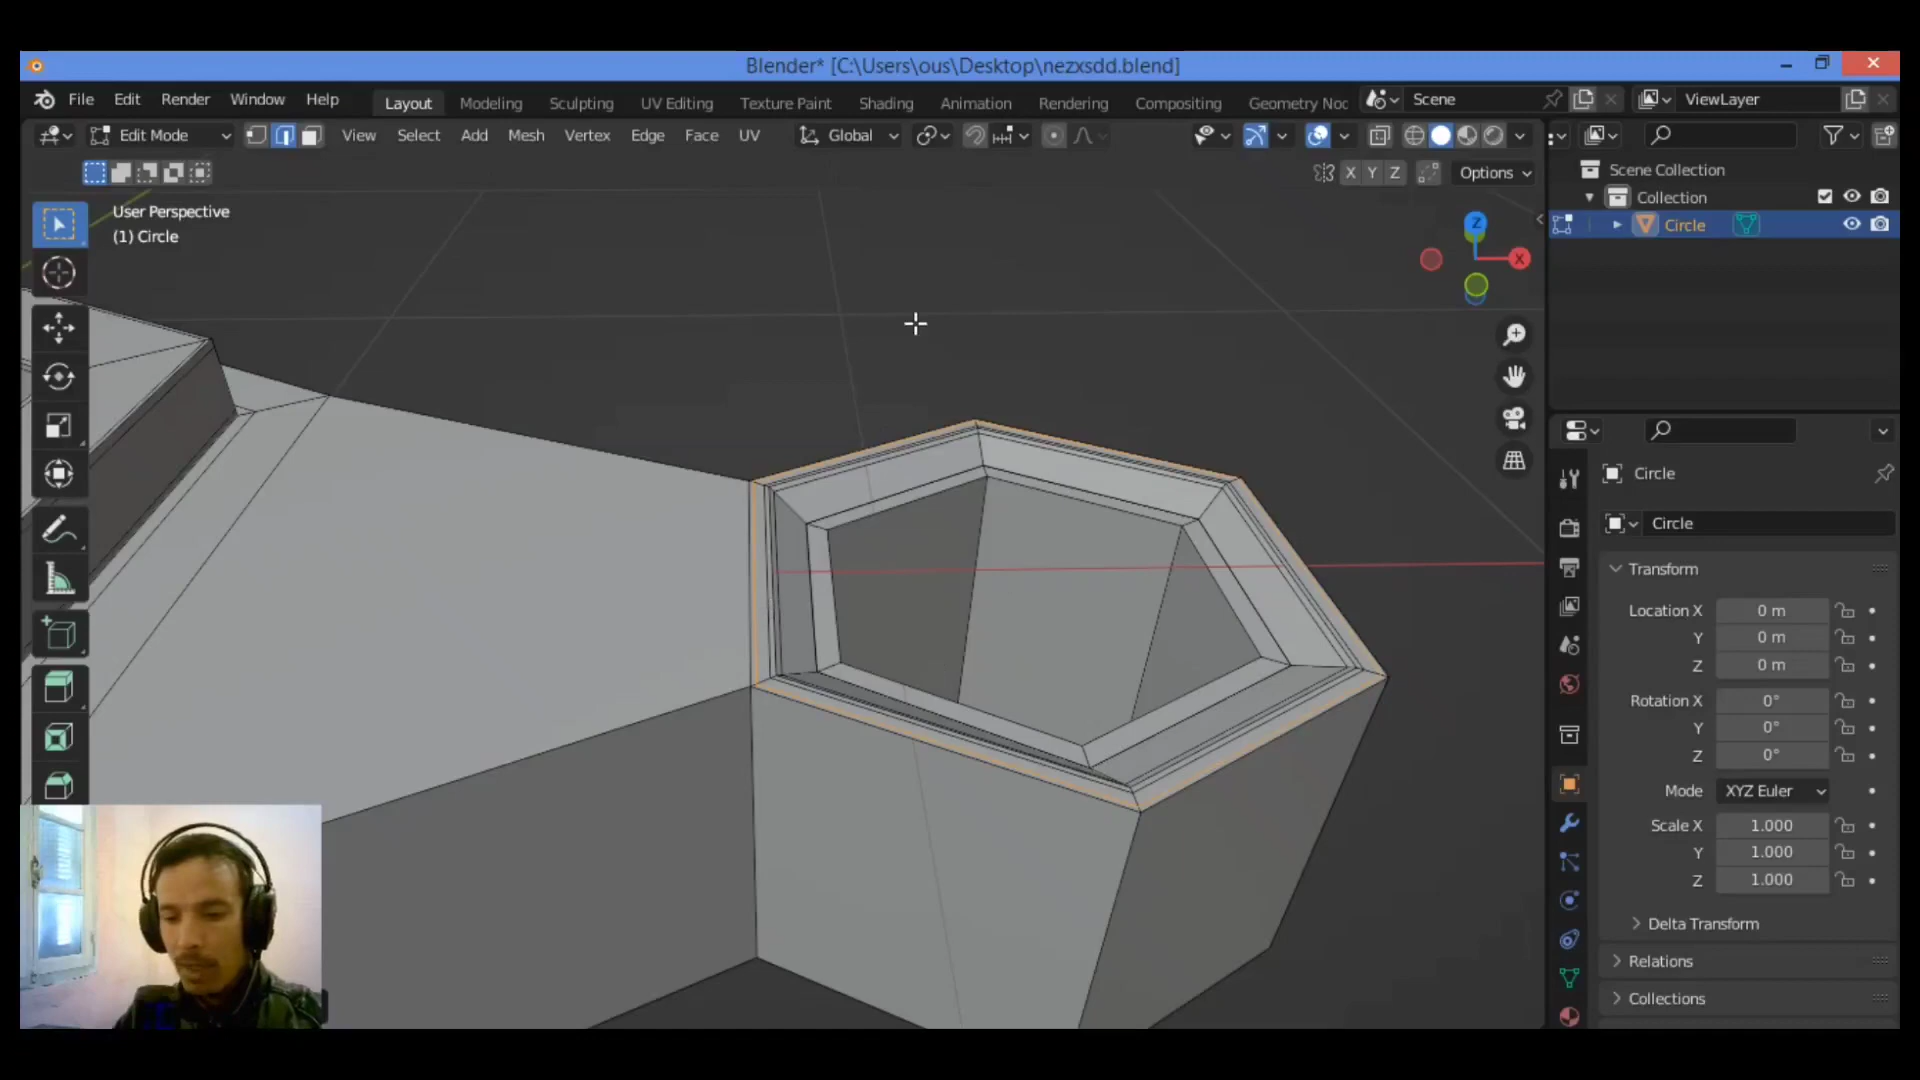 Blender* [C:\Users\ous\Desktop\nezxsdd.blend]
File Edit Render Window Help Layout Modeling Sculpting UV Editing Texture Paint Shading Animation Rendering Compositing Geometry Noc Scene ViewLayer
Edit Mode View Select Add Mesh Vertex Edge Face UV Global
X Y Z Options
User Perspective
(1) Circle
Z
X
Scene Collection
Collection
Circle
Circle
Circle
Transform
Location X 0 m
Y 0 m
Z 0 m
Rotation X 0°
Y 0°
Z 0°
Mode XYZ Euler
Scale X 1.000
Y 1.000
Z 1.000
Delta Transform
Relations
Collections